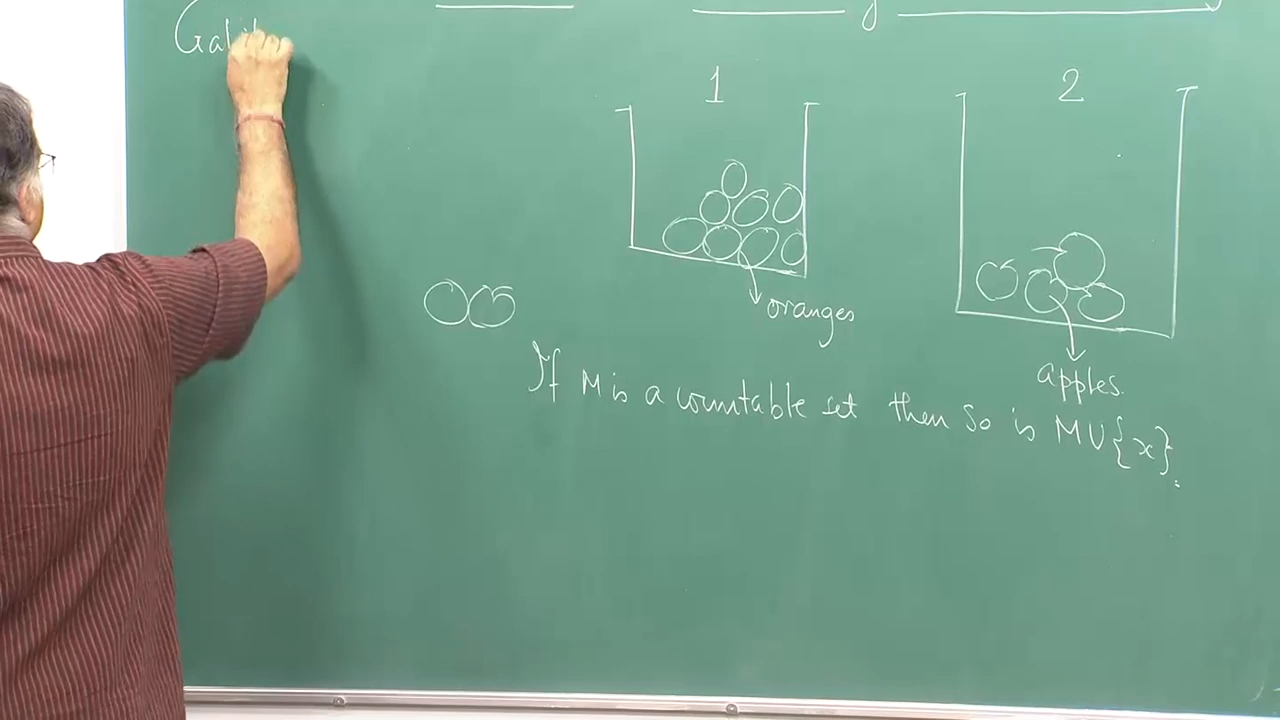 1
2
oranges
apples.
If M is a countable set then so is M ∪ {x}.